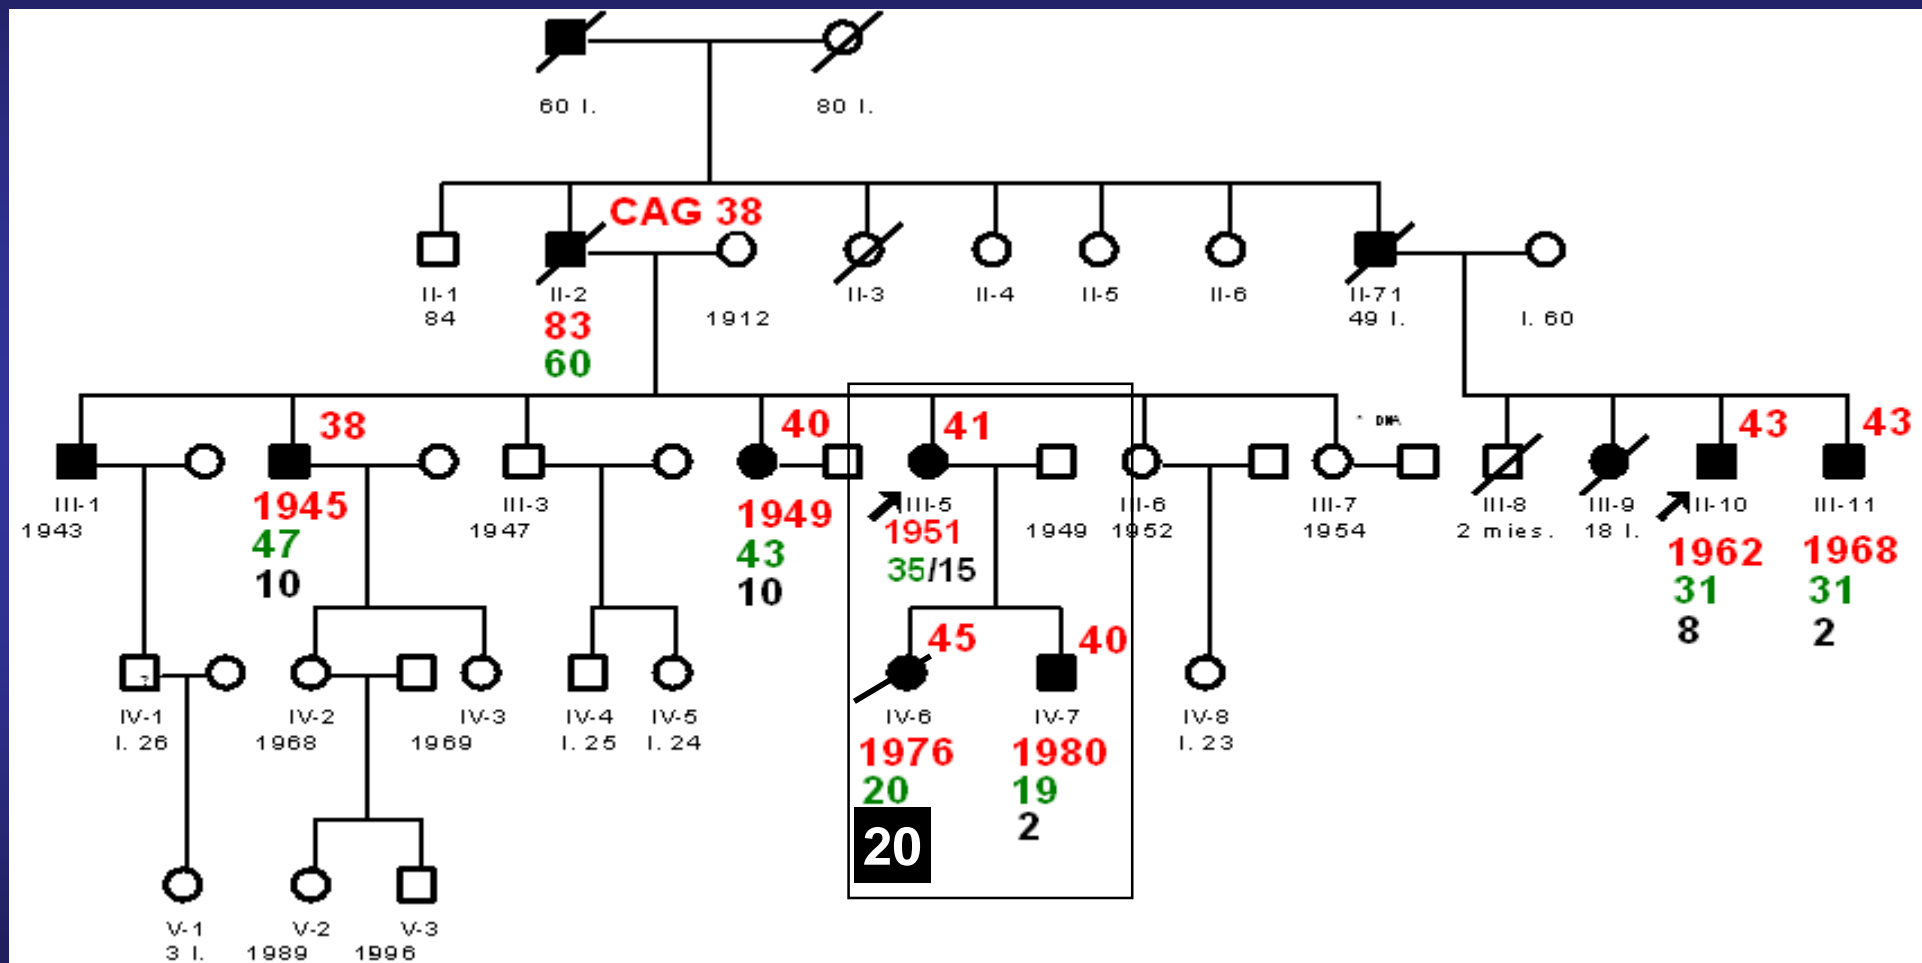 60 l.
80 l.
CAG 38
II-1
II-2
II-3
II-4
II-5
II-6
II-71
84
83
60
1912
49 l.
l. 60
38
40
41
* DNA
43
43
III-1
III-3
III-5
III-6
III-7
III-8
III-9
II-10
III-11
1943
1945
1947
1949
1951
1949
1952
1954
2 mies.
18 l.
1962
1968
47
43
35/15
31
31
10
10
8
2
45
40
?
IV-1
IV-2
IV-3
IV-4
IV-5
IV-6
IV-7
IV-8
l. 26
1968
1969
l. 25
l. 24
1976
1980
l. 23
20
19
20
2
V-1
V-2
V-3
3 l.
1989
1996